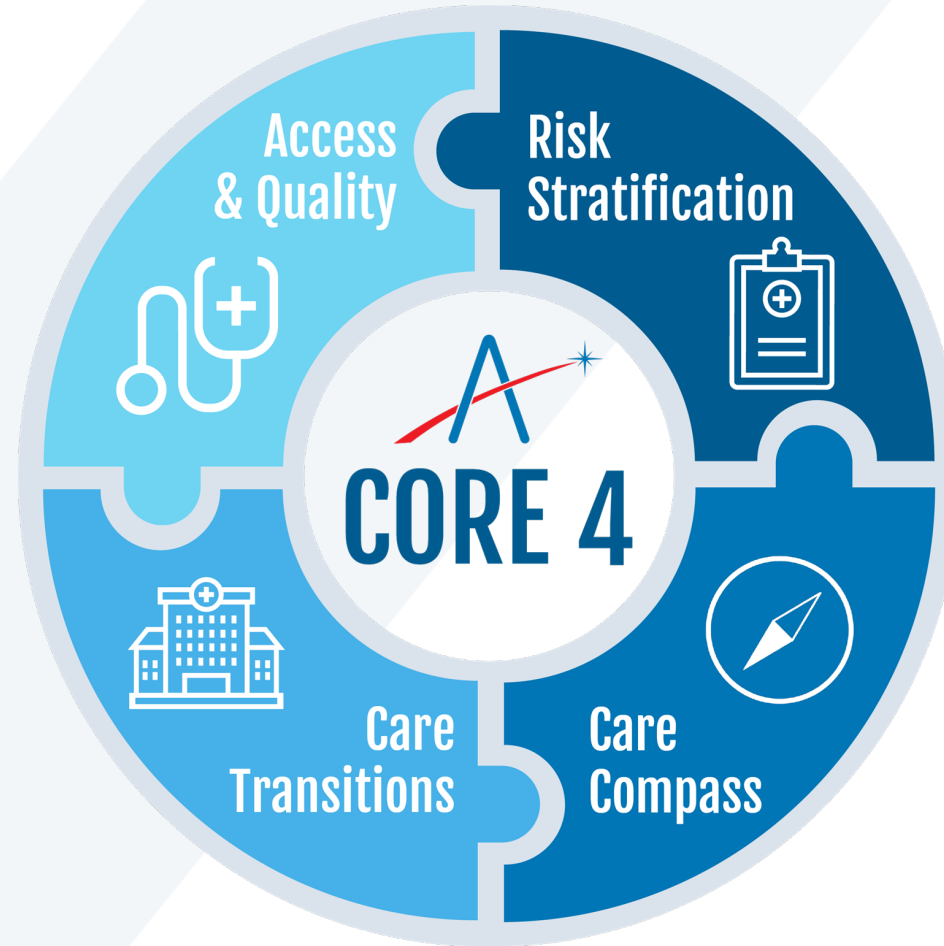 Access
& Quality
Risk
Stratification
CORE 4
Care
Transitions
Care
Compass